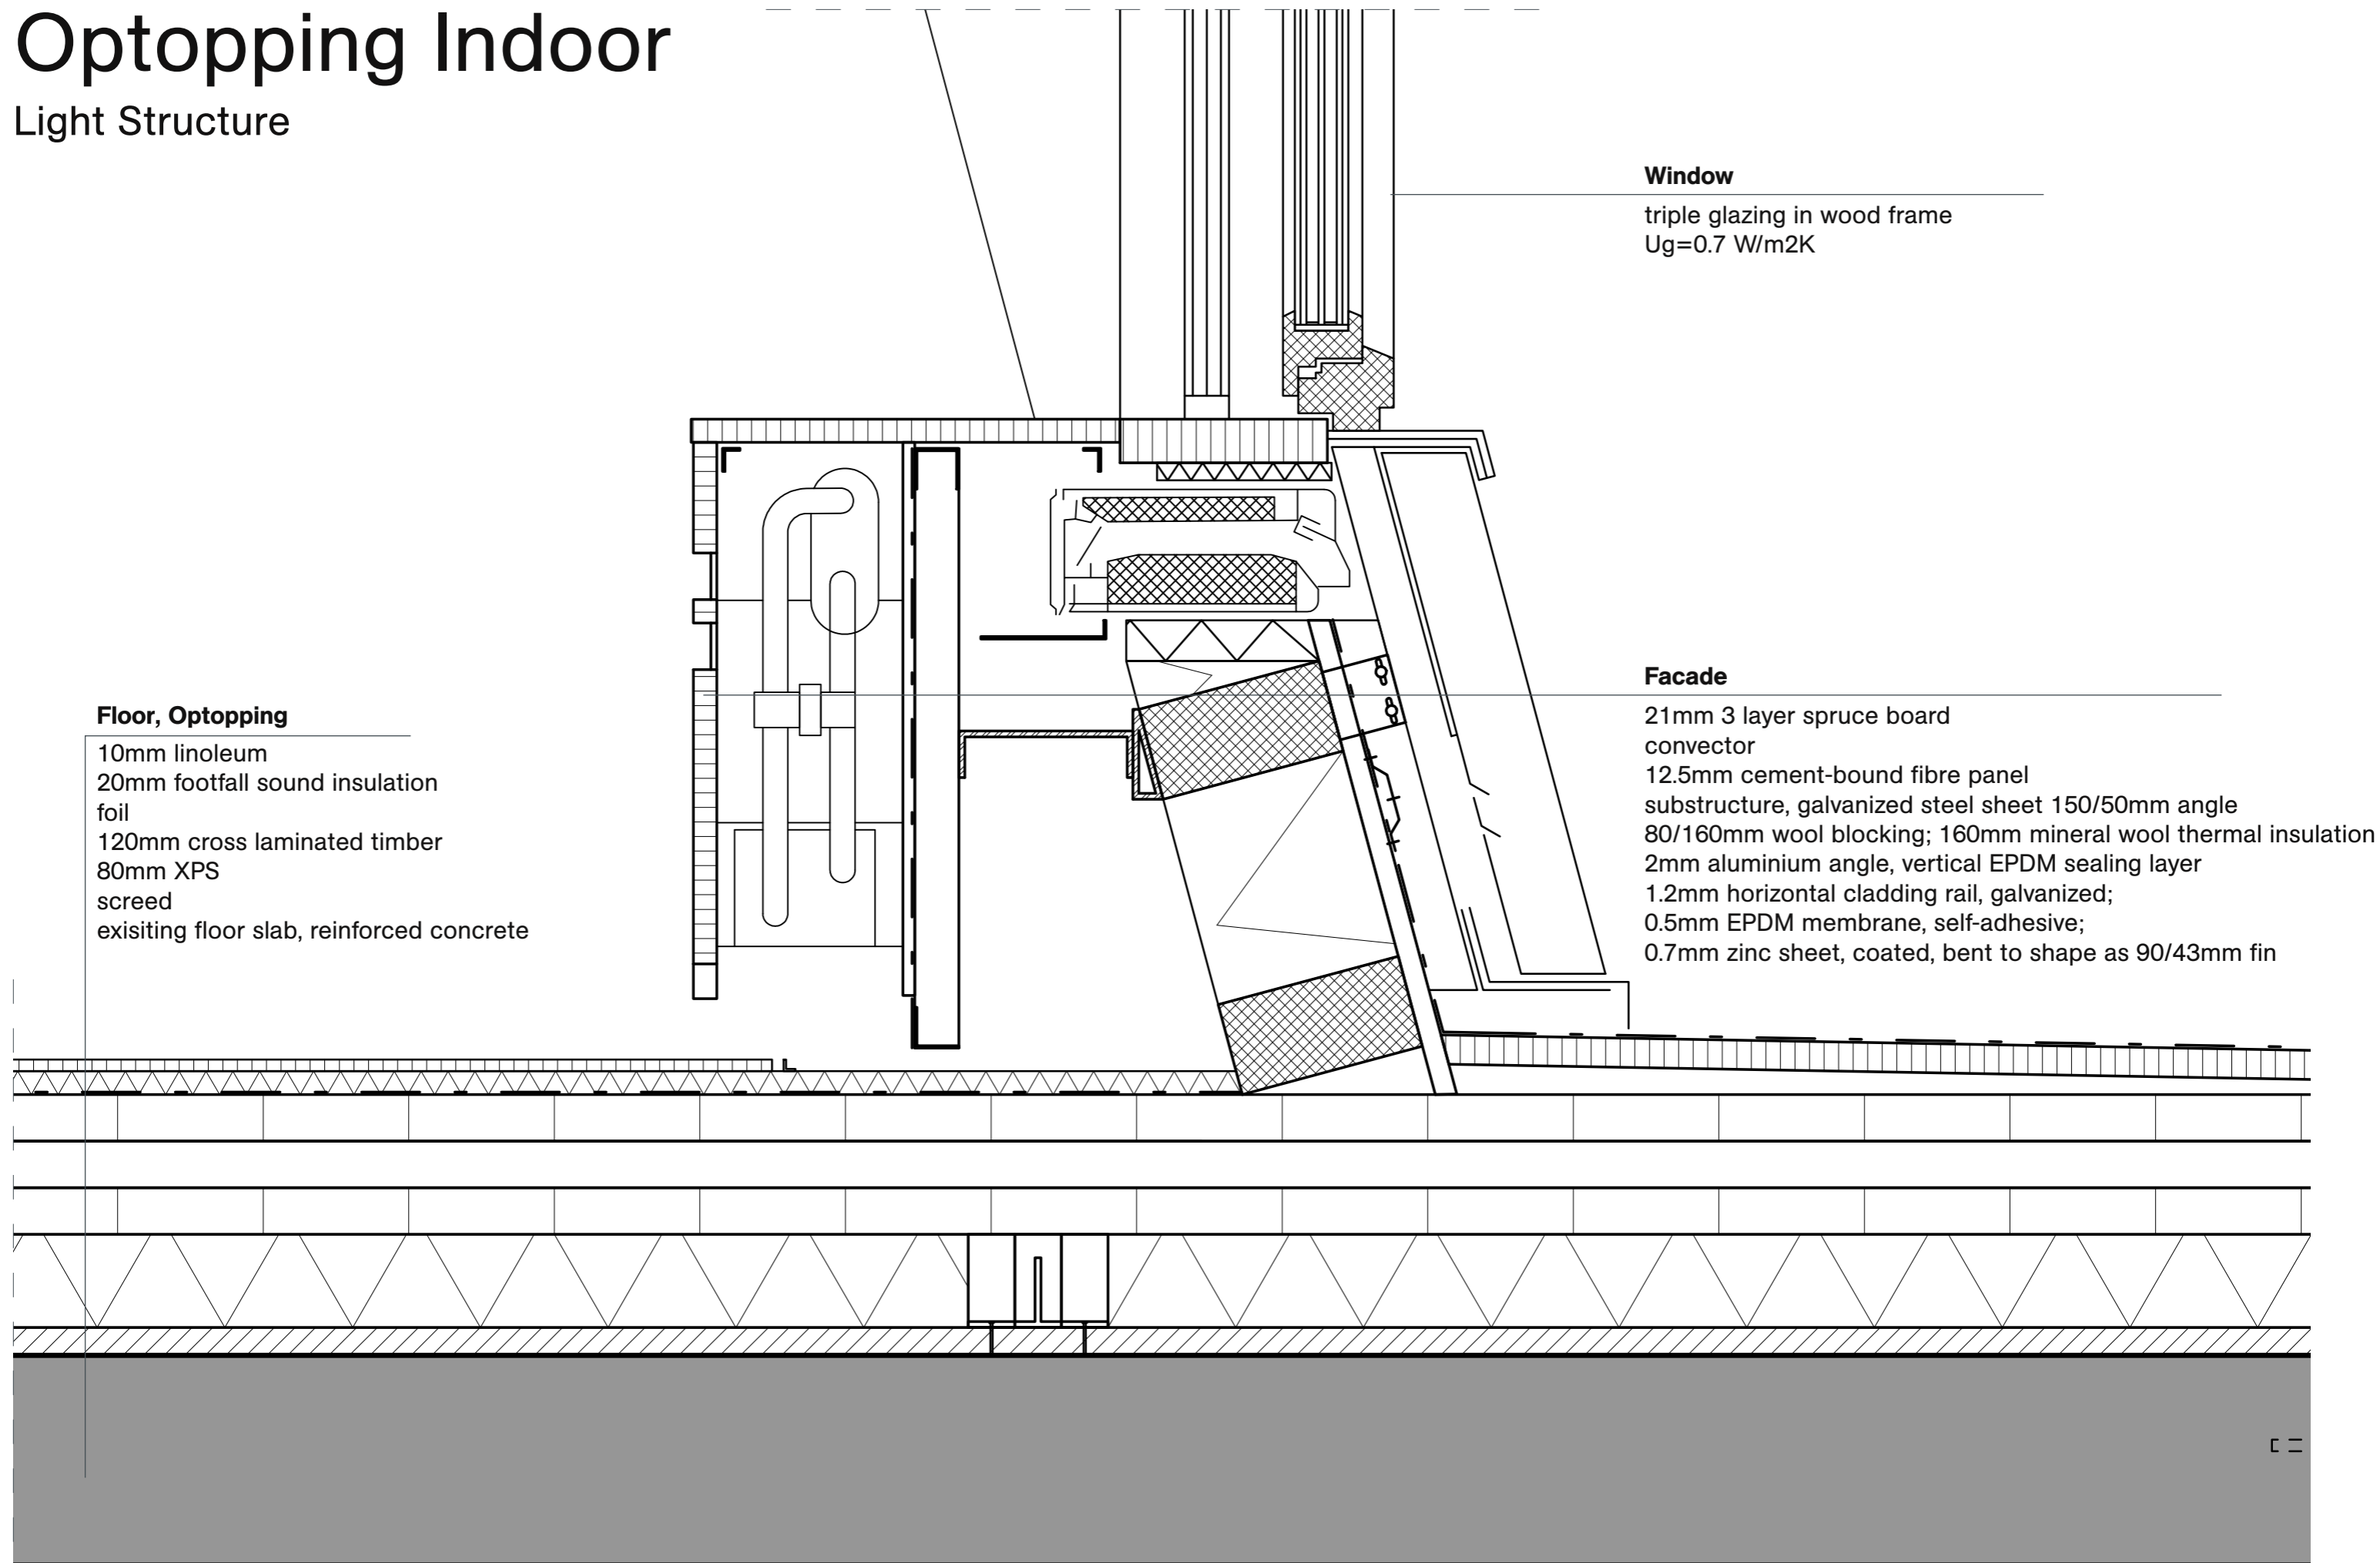 Optopping Indoor
Light Structure
Window
triple glazing in wood frame
Ug=0.7 W/m2K
Floor, Optopping
10mm linoleum
20mm footfall sound insulation
foil
120mm cross laminated timber
80mm XPS
screed
exisiting floor slab, reinforced concrete
Facade
21mm 3 layer spruce board
convector
12.5mm cement-bound fibre panel
substructure, galvanized steel sheet 150/50mm angle
80/160mm wool blocking; 160mm mineral wool thermal insulation
2mm aluminium angle, vertical EPDM sealing layer
1.2mm horizontal cladding rail, galvanized;
0.5mm EPDM membrane, self-adhesive;
0.7mm zinc sheet, coated, bent to shape as 90/43mm fin